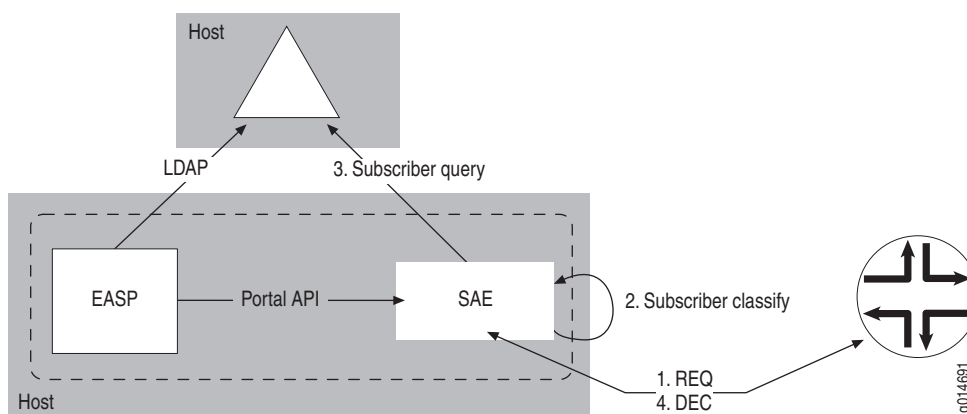 Host
LDAP
3. Subscriber query
EASP
Portal API
SAE
2. Subscriber classify
1. REQ
4. DEC
Host
g014691